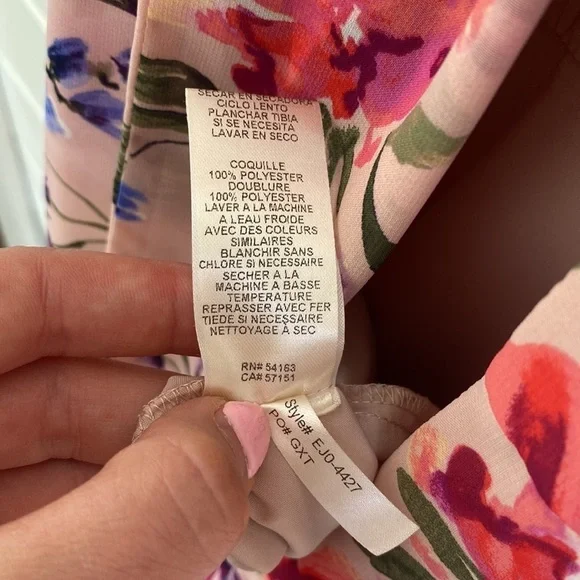 SECAR EN SECADORA
CICLO LENTO
PLANCHAR TIBIA
SI SE NECESITA
LAVAR EN SECO
COQUILLE
100% POLYESTER
DOUBLURE
100% POLYESTER
LAVER A LA MACHINE
A L'EAU FROIDE
AVEC DES COULEURS
SIMILAIRES
BLANCHIR SANS
CHLORE SI NECESSAIRE
SECHER A LA
MACHINE A BASSE
TEMPERATURE
REPRASSER AVEC FER
TIEDE SI NECESSAIRE
NETTOYAGE À SEC
RN# 54163
CA# 57151
Style# EJ0-4427
PO# GXT